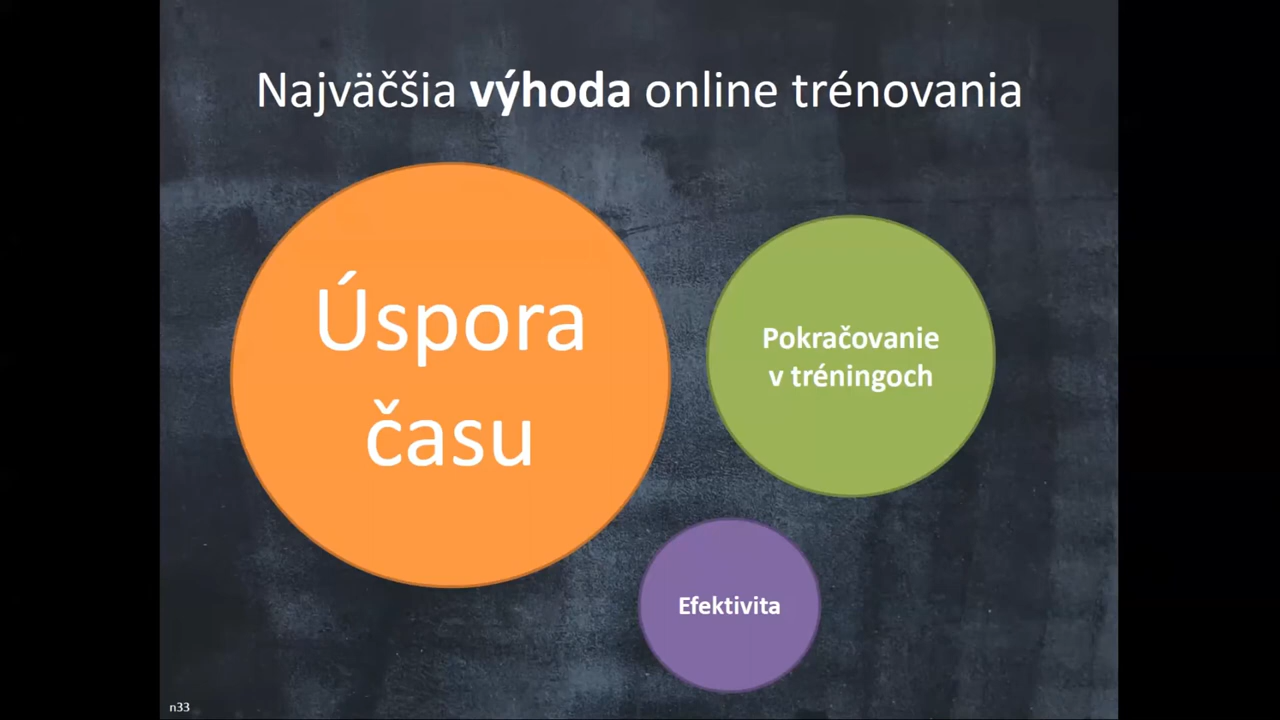 Najväčšia výhoda online trénovania
Úspora
času
Pokračovanie
v tréningoch
Efektivita
n33